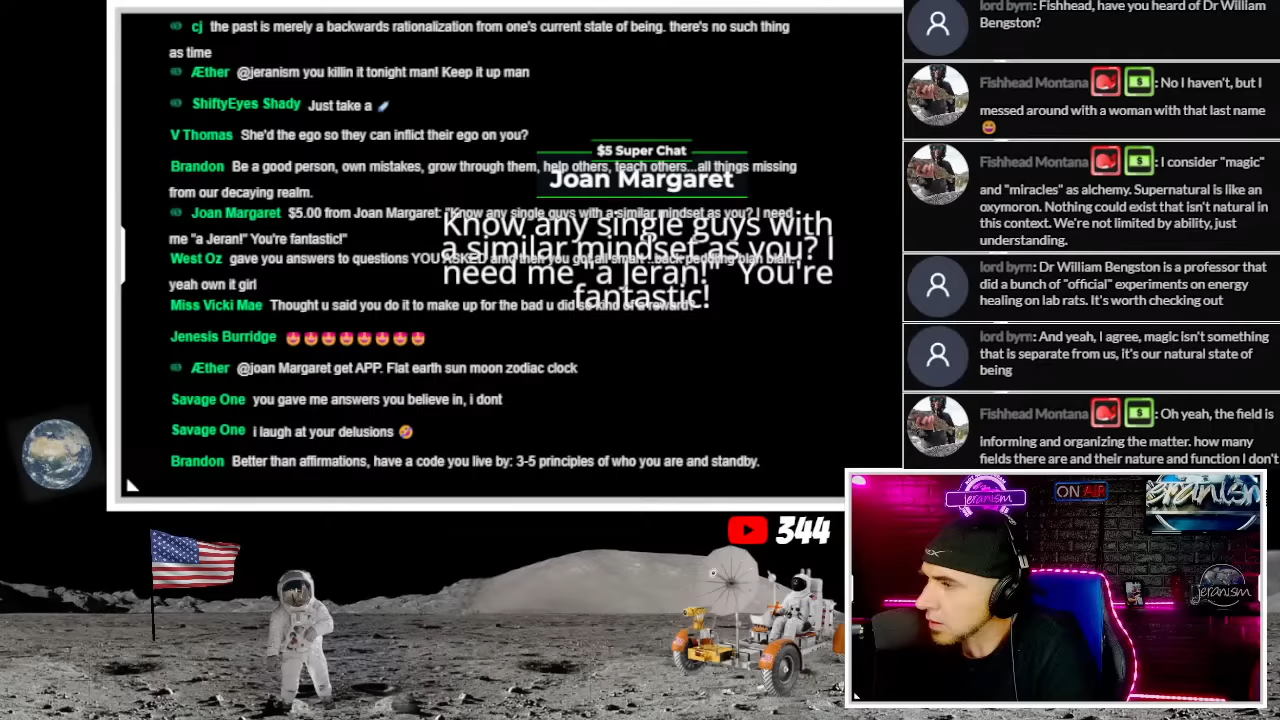 cj the past is merely a backwards rationalization from one's current state of being. there's no such thing
as time
Æther @jeranism you killin it tonight man! Keep it up man
ShiftyEyes Shady Just take a
V Thomas She'd the ego so they can inflict their ego on you?
Brandon Be a good person, own mistakes, grow through them, help others, teach others...all things missing
from our decaying realm.
Joan Margaret $5.00 from Joan Margaret: "Know any single guys with a similar mindset as you? I need
me "a Jeran!" You're fantastic!"
West Oz gave you answers to questions YOU ASKED and then you got all smart ..back pedding blah blah.
yeah own it girl
Miss Vicki Mae Thought u said you do it to make up for the bad u did so kind of a reward?
Jenesis Burridge
Æther @joan Margaret get APP. Flat earth sun moon zodiac clock
Savage One you gave me answers you believe in, i dont
Savage One i laugh at your delusions
Brandon Better than affirmations, have a code you live by: 3-5 principles of who you are and standby.
$5 Super Chat
Joan Margaret
Know any single guys with
a similar mindset as you? I
need me "a Jeran!" You're
fantastic!
lord byrn: Fishhead, have you heard of Dr William
Bengston?
Fishhead Montana : No I haven't, but I
messed around with a woman with that last name
Fishhead Montana : I consider "magic"
and "miracles" as alchemy. Supernatural is like an
oxymoron. Nothing could exist that isn't natural in
this context. We're not limited by ability, just
understanding.
lord byrn: Dr William Bengston is a professor that
did a bunch of "official" experiments on energy
healing on lab rats. It's worth checking out
lord byrn: And yeah, I agree, magic isn't something
that is separate from us, it's our natural state of
being
Fishhead Montana : Oh yeah, the field is
informing and organizing the matter. how many
fields there are and their nature and function I don't
344
jeranism
ON AIR
jeranism
jeranism